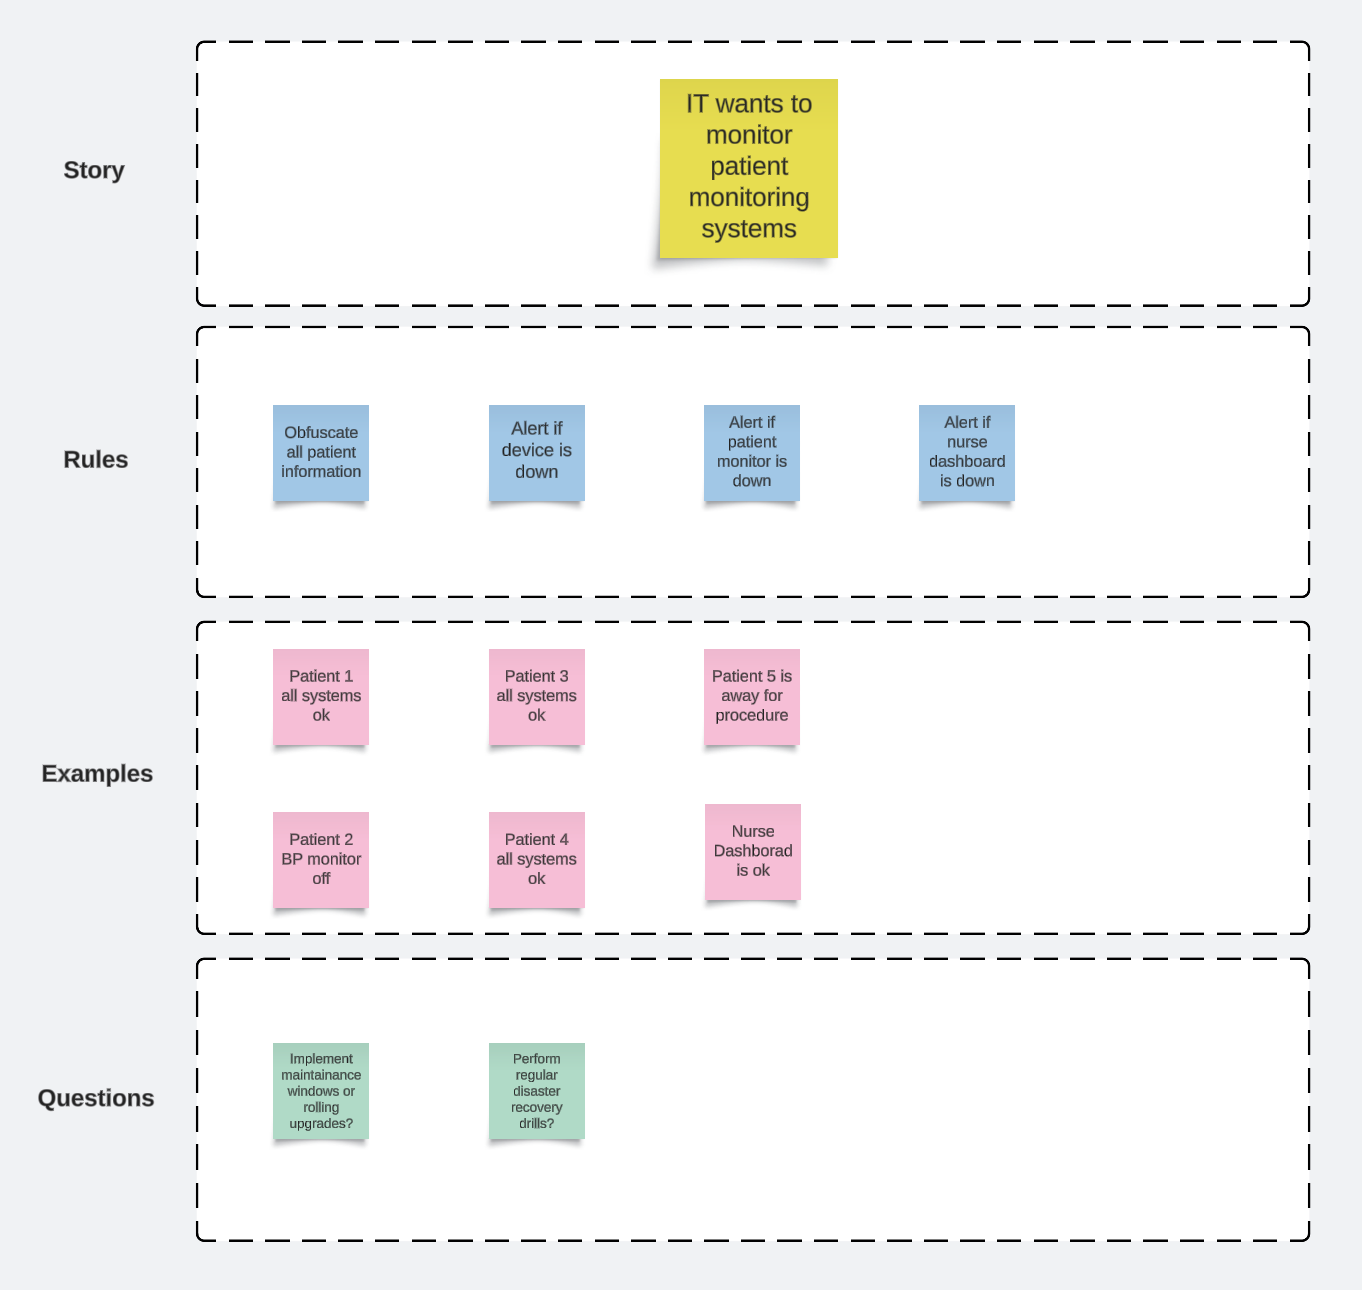 Story
IT wants to
monitor
patient
monitoring
systems
Rules
Obfuscate
all patient
information
Alert if
device is
down
Alert if
patient
monitor is
down
Alert if
nurse
dashboard
is down
Examples
Patient 1
all systems
ok
Patient 3
all systems
ok
Patient 5 is
away for
procedure
Patient 2
BP monitor
off
Patient 4
all systems
ok
Nurse
Dashborad
is ok
Questions
Implement
maintainance
windows or
rolling
upgrades?
Perform
regular
disaster
recovery
drills?